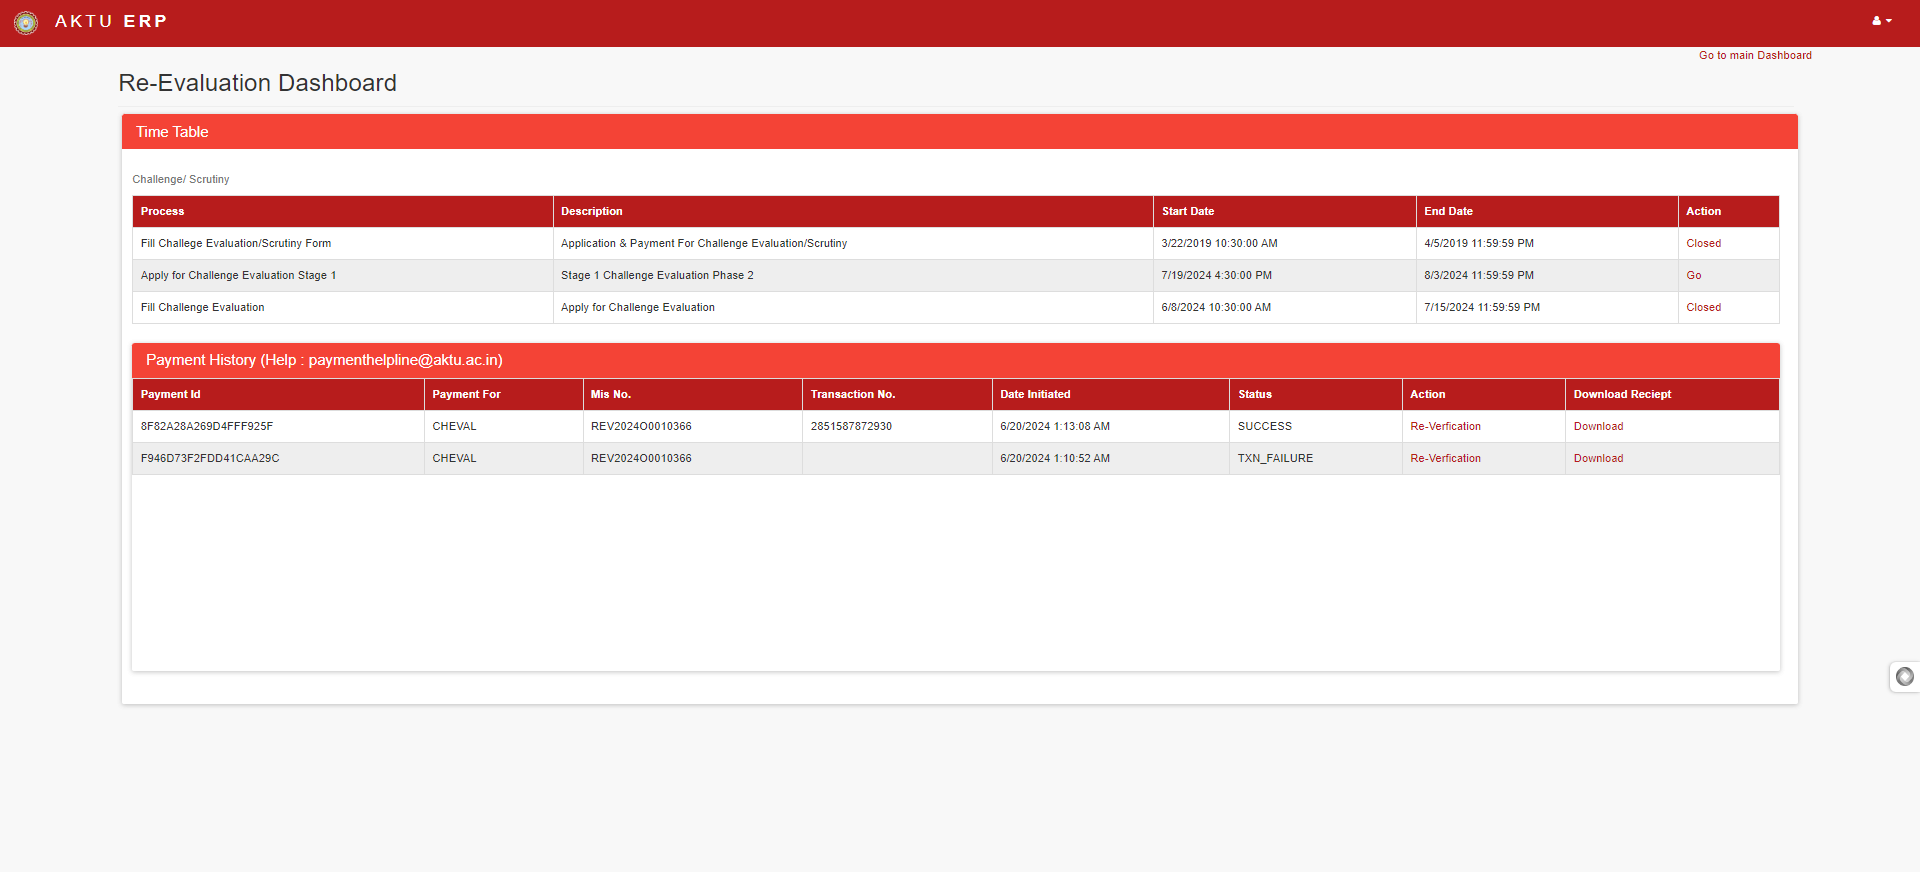 AKTU ERP
Go to main Dashboard
Re-Evaluation Dashboard
Time Table
Challenge/ Scrutiny
Process Description Start Date End Date Action
Fill Challege Evaluation/Scrutiny Form Application & Payment For Challenge Evaluation/Scrutiny 3/22/2019 10:30:00 AM 4/5/2019 11:59:59 PM Closed
Apply for Challenge Evaluation Stage 1 Stage 1 Challenge Evaluation Phase 2 7/19/2024 4:30:00 PM 8/3/2024 11:59:59 PM Go
Fill Challenge Evaluation Apply for Challenge Evaluation 6/8/2024 10:30:00 AM 7/15/2024 11:59:59 PM Closed
Payment History (Help : paymenthelpline@aktu.ac.in)
Payment Id Payment For Mis No. Transaction No. Date Initiated Status Action Download Reciept
8F82A28A269D4FFF925F CHEVAL REV2024O0010366 2851587872930 6/20/2024 1:13:08 AM SUCCESS Re-Verfication Download
F946D73F2FDD41CAA29C CHEVAL REV2024O0010366 6/20/2024 1:10:52 AM TXN_FAILURE Re-Verfication Download